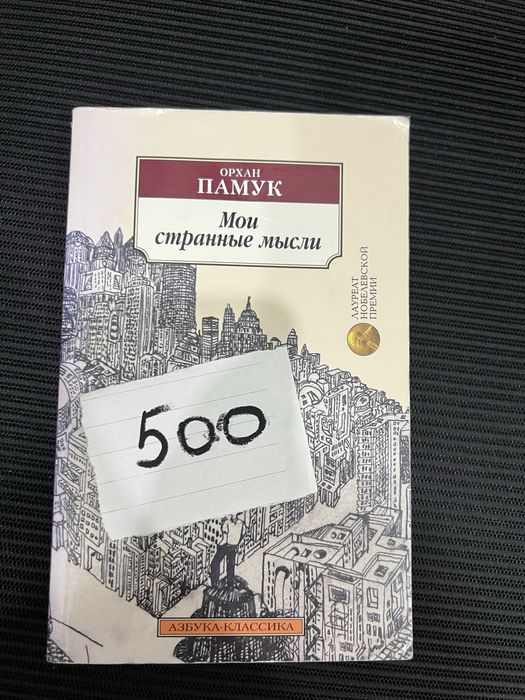 ОРХАН
ПАМУК
Мои
странные мысли
ЛАУРЕАТ
НОБЕЛЕВСКОЙ
ПРЕМИИ
500
АЗБУКА-КЛАССИКА